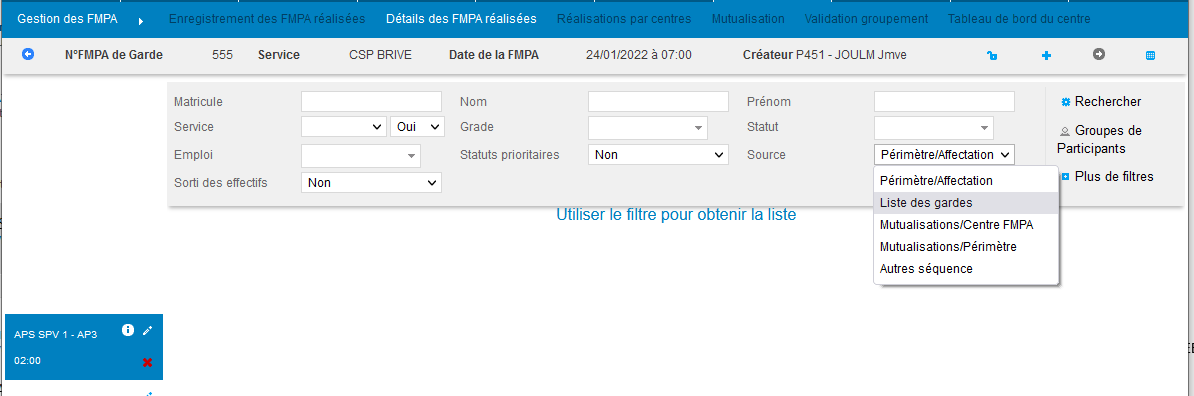 Gestion des FMPA Enregistrement des FMPA réalisées Détails des FMPA réalisées Réalisations par centres Mutualisation Validation groupement Tableau de bord du centre
N°FMPA de Garde 555 Service CSP BRIVE Date de la FMPA 24/01/2022 à 07:00 Créateur P451 - JOULM Jmve
Matricule Nom Prénom Rechercher
Service Oui Grade Statut Groupes de
Participants
Emploi Statuts prioritaires Non Source Périmètre/Affectation
Sorti des effectifs Non Plus de filtres
Périmètre/Affectation
Liste des gardes
Mutualisations/Centre FMPA
Mutualisations/Périmètre
Autres séquence
Utiliser le filtre pour obtenir la liste
APS SPV 1 - AP3
02:00